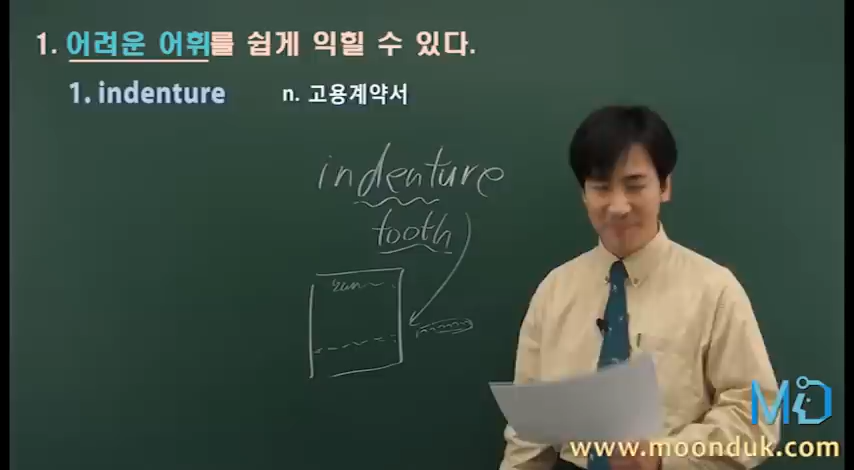 1. 어려운 어휘를 쉽게 익힐 수 있다.
1. indenture n. 고용계약서
indenture
tooth
MD
www.moonduk.com